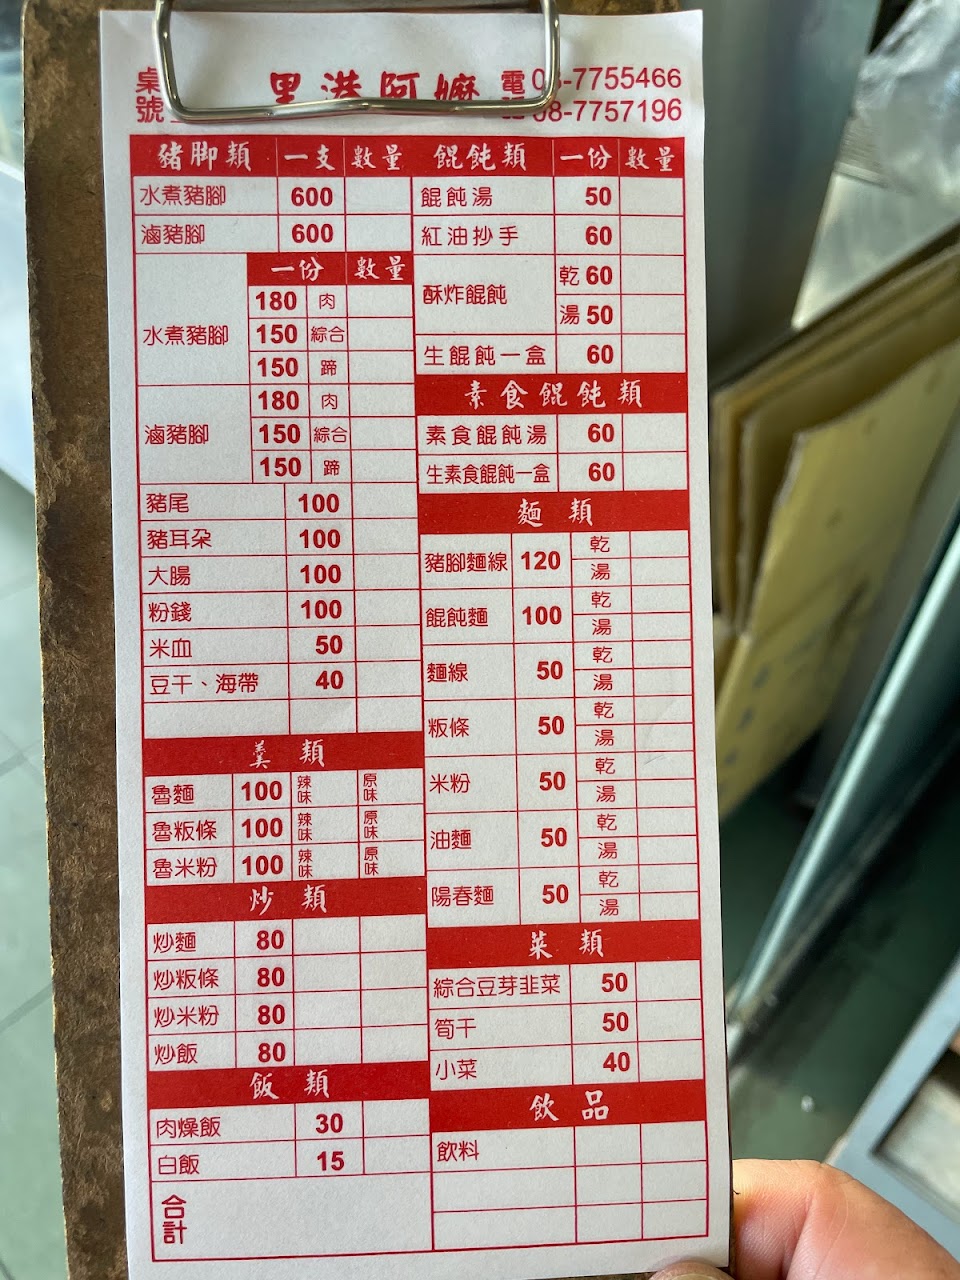 桌號
里港阿嬤
電
08-7755466
08-7757196
豬脚類 一支 數量
水煮豬腳 600
滷豬腳 600
一份 數量
水煮豬腳
180 肉
150 綜合
150 蹄
滷豬腳
180 肉
150 綜合
150 蹄
豬尾 100
豬耳朵 100
大腸 100
粉錢 100
米血 50
豆干、海帶 40
羹類
魯麵 100 辣味 原味
魯粄條 100 辣味 原味
魯米粉 100 辣味 原味
炒類
炒麵 80
炒粄條 80
炒米粉 80
炒飯 80
飯類
肉燥飯 30
白飯 15
合計
餛飩類 一份 數量
餛飩湯 50
紅油抄手 60
酥炸餛飩
乾 60
湯 50
生餛飩一盒 60
素食餛飩類
素食餛飩湯 60
生素食餛飩一盒 60
麵類
豬腳麵線 120 乾
湯
餛飩麵 100 乾
湯
麵線 50 乾
湯
粄條 50 乾
湯
米粉 50 乾
湯
油麵 50 乾
湯
陽春麵 50 乾
湯
菜類
綜合豆芽韭菜 50
筍干 50
小菜 40
飲品
飲料